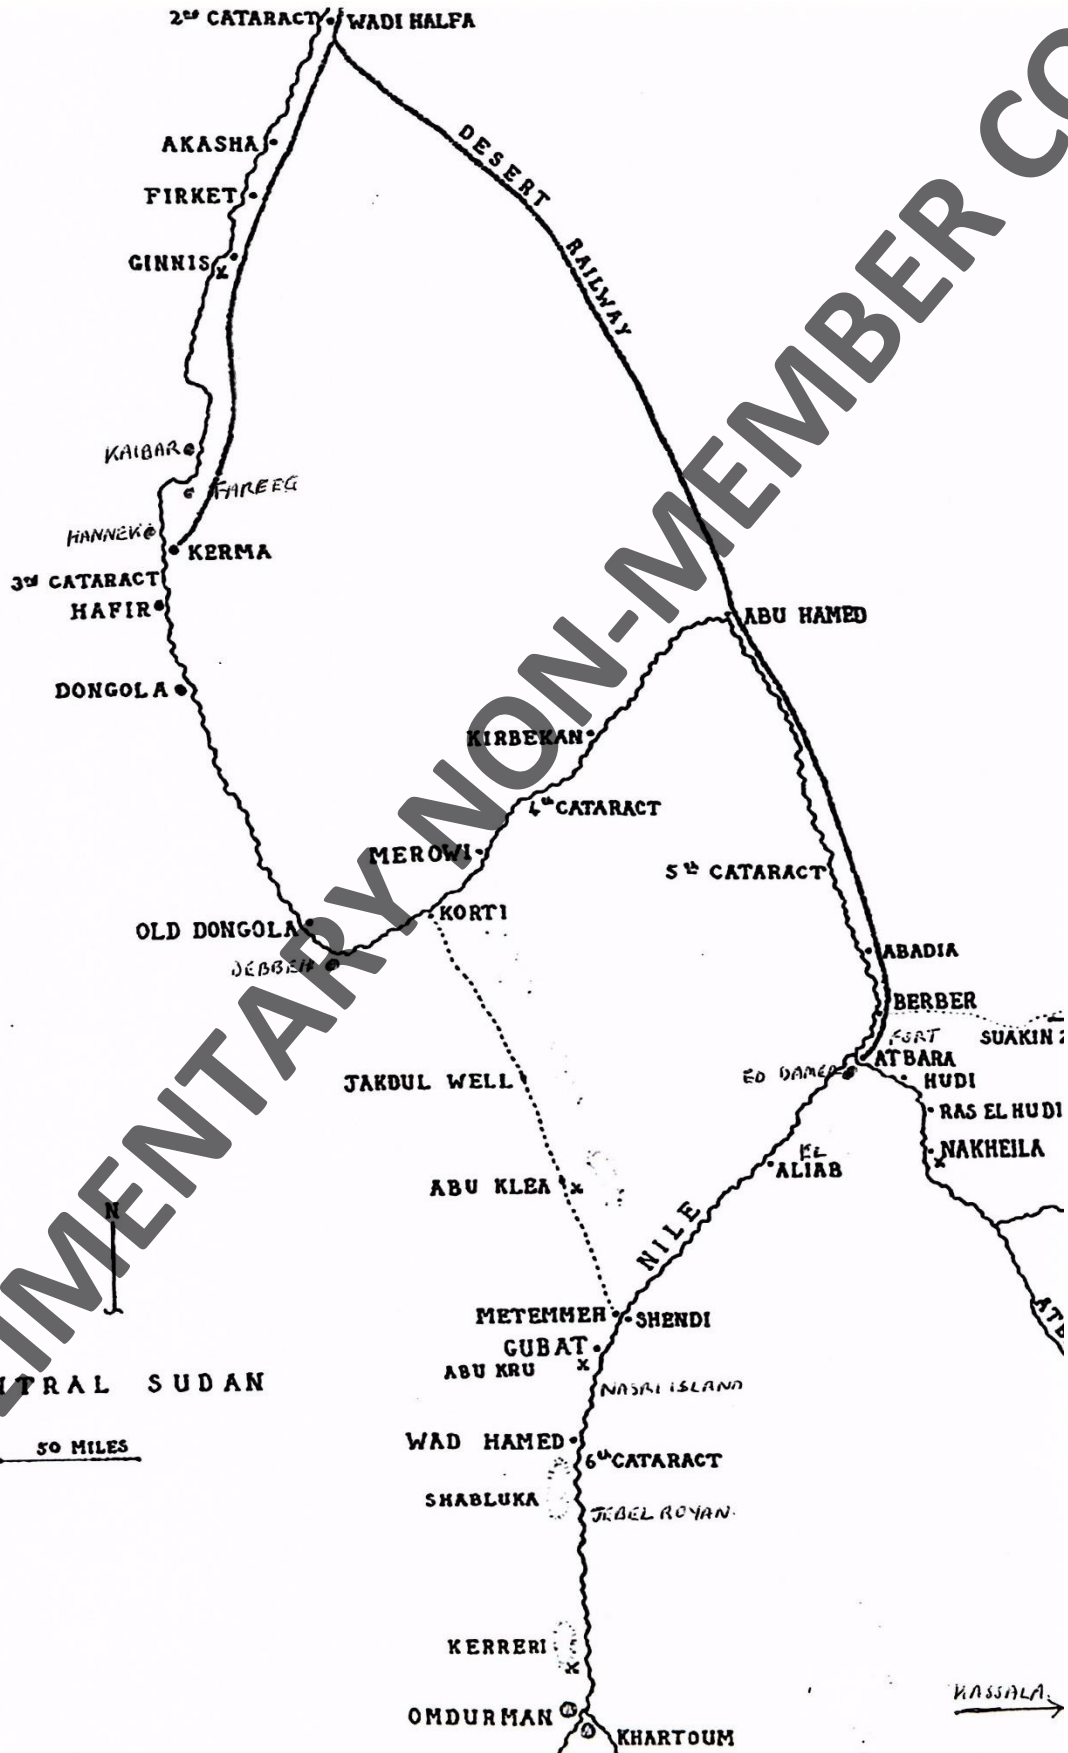 2nd CATARACT
WADI HALFA
DESERT RAILWAY
AKASHA
FIRKET
GINNIS
KAIBAR
FAREEG
HANNEK
KERMA
3rd CATARACT
HAFIR
ABU HAMED
DONGOLA
KIRBEKAN
4th CATARACT
MEROWI
5th CATARACT
KORTI
OLD DONGOLA
DEBBEH
ABADIA
BERBER
FORT
ATBARA
SUAKIN
ED DAMER
HUDI
JAKDUL WELL
RAS EL HUDI
NAKHEILA
EL
ALIAB
ABU KLEA
N
NILE
METEMMEH
SHENDI
GUBAT
ABU KRU
NASRI ISLAND
TRAL SUDAN
50 MILES
WAD HAMED
6th CATARACT
SHABLUKA
JEBEL ROYAN.
KERRERI
KASSALA.
OMDURMAN
KHARTOUM
ATB
LIMENTARY NON-MEMBER CO